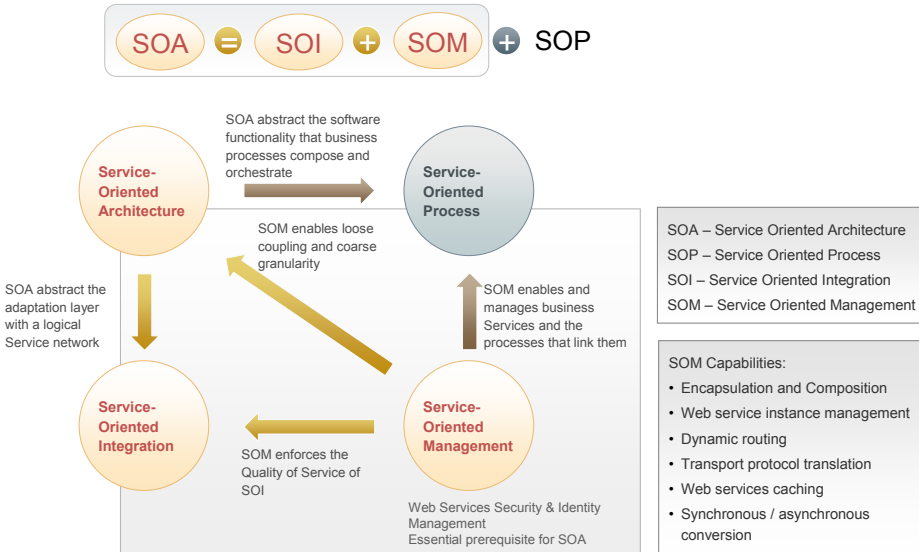 SOA = SOI + SOM + SOP
SOA abstract the software
functionality that business
processes compose and
orchestrate
Service-
Oriented
Architecture
Service-
Oriented
Process
SOM enables loose
coupling and coarse
granularity
SOA abstract the
adaptation layer
with a logical
Service network
SOM enables and
manages business
Services and the
processes that link them
Service-
Oriented
Integration
Service-
Oriented
Management
SOM enforces the
Quality of Service of
SOI
Web Services Security & Identity
Management
Essential prerequisite for SOA
SOA – Service Oriented Architecture
SOP – Service Oriented Process
SOI – Service Oriented Integration
SOM – Service Oriented Management
SOM Capabilities:
• Encapsulation and Composition
• Web service instance management
• Dynamic routing
• Transport protocol translation
• Web services caching
• Synchronous / asynchronous
conversion